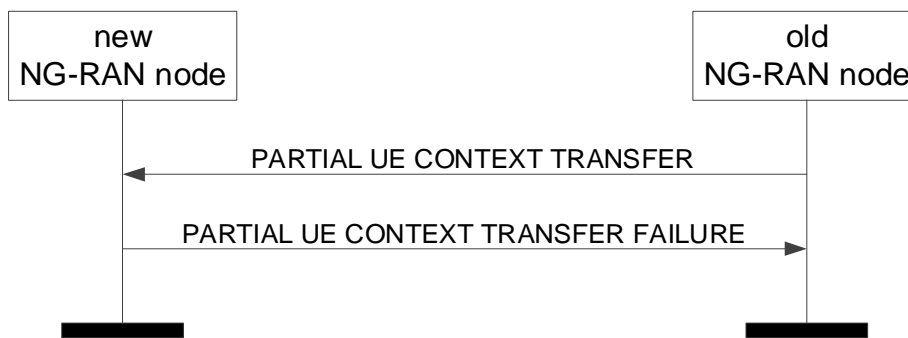 new
NG-RAN node
old
NG-RAN node
PARTIAL UE CONTEXT TRANSFER
PARTIAL UE CONTEXT TRANSFER FAILURE